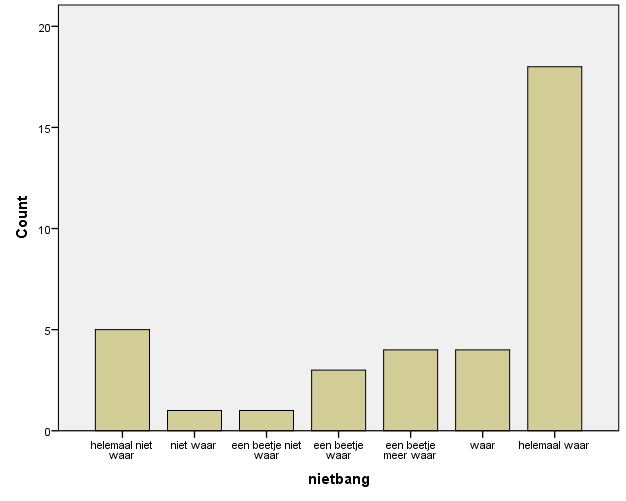 20
15
10
5
0
Count
helemaal niet
waar
niet waar
een beetje niet
waar
een beetje
waar
een beetje
meer waar
waar
helemaal waar
nietbang